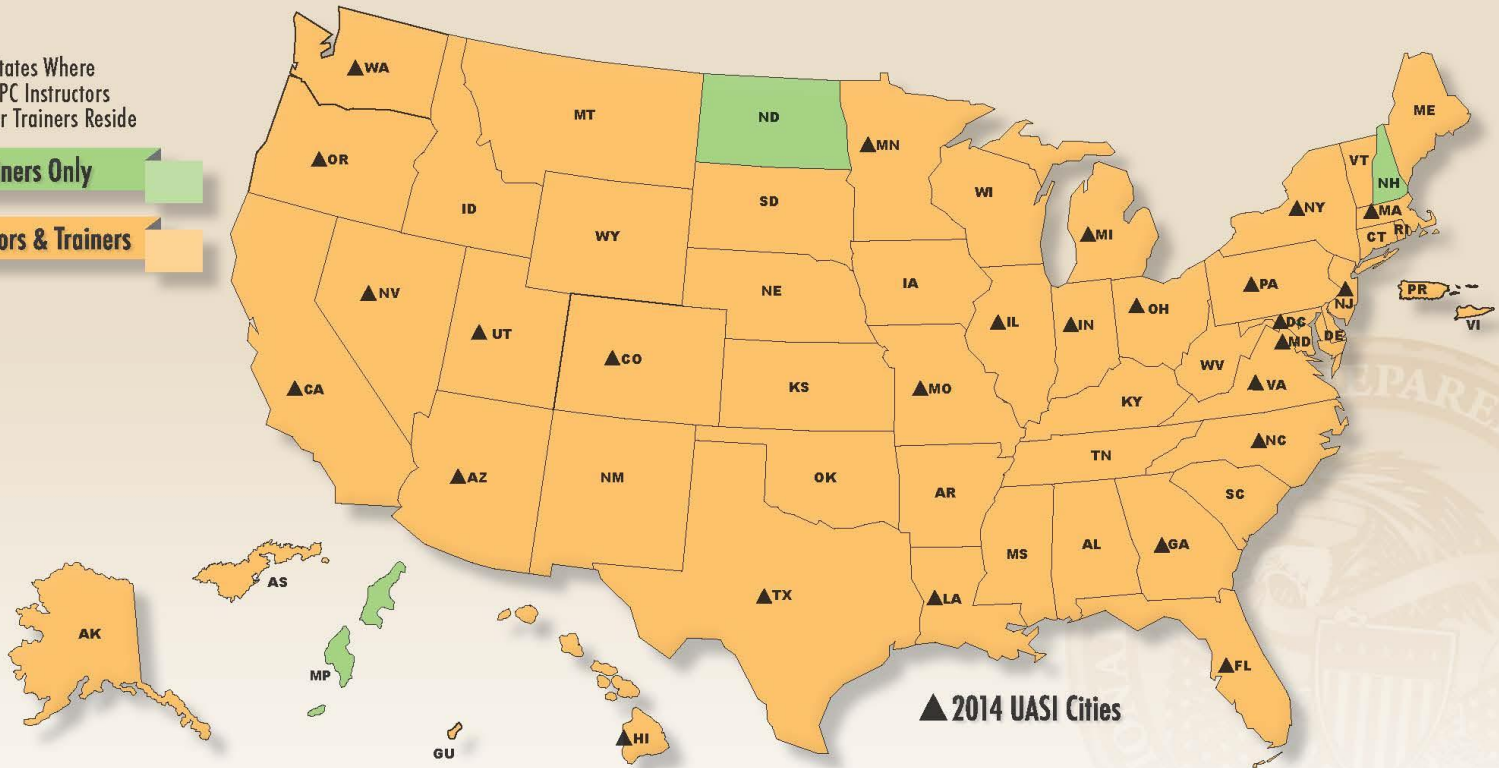 tates Where
PC Instructors
r Trainers Reside
ners Only
ors & Trainers
▲WA
MT
ND
▲MN
ME
▲OR
ID
WY
SD
WI
▲MI
VT
NH
▲NY
▲MA
CT
RI
▲NV
▲UT
▲CO
NE
IA
▲IL
▲IN
▲OH
▲PA
▲NJ
PR
VI
▲DC
▲MD
DE
▲CA
KS
▲MO
KY
WV
▲VA
▲AZ
NM
OK
AR
TN
▲NC
SC
▲TX
▲LA
MS
AL
▲GA
▲FL
AK
AS
MP
GU
▲HI
▲2014 UASI Cities
EPARE